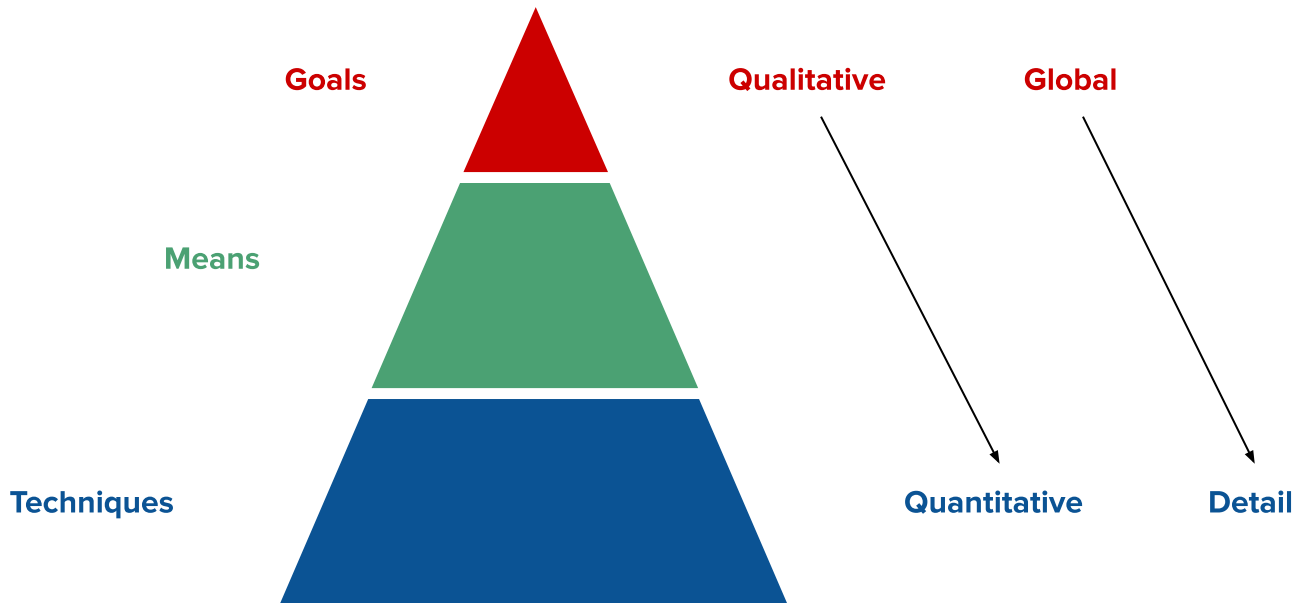 Goals
Qualitative
Global
Means
Techniques
Quantitative
Detail